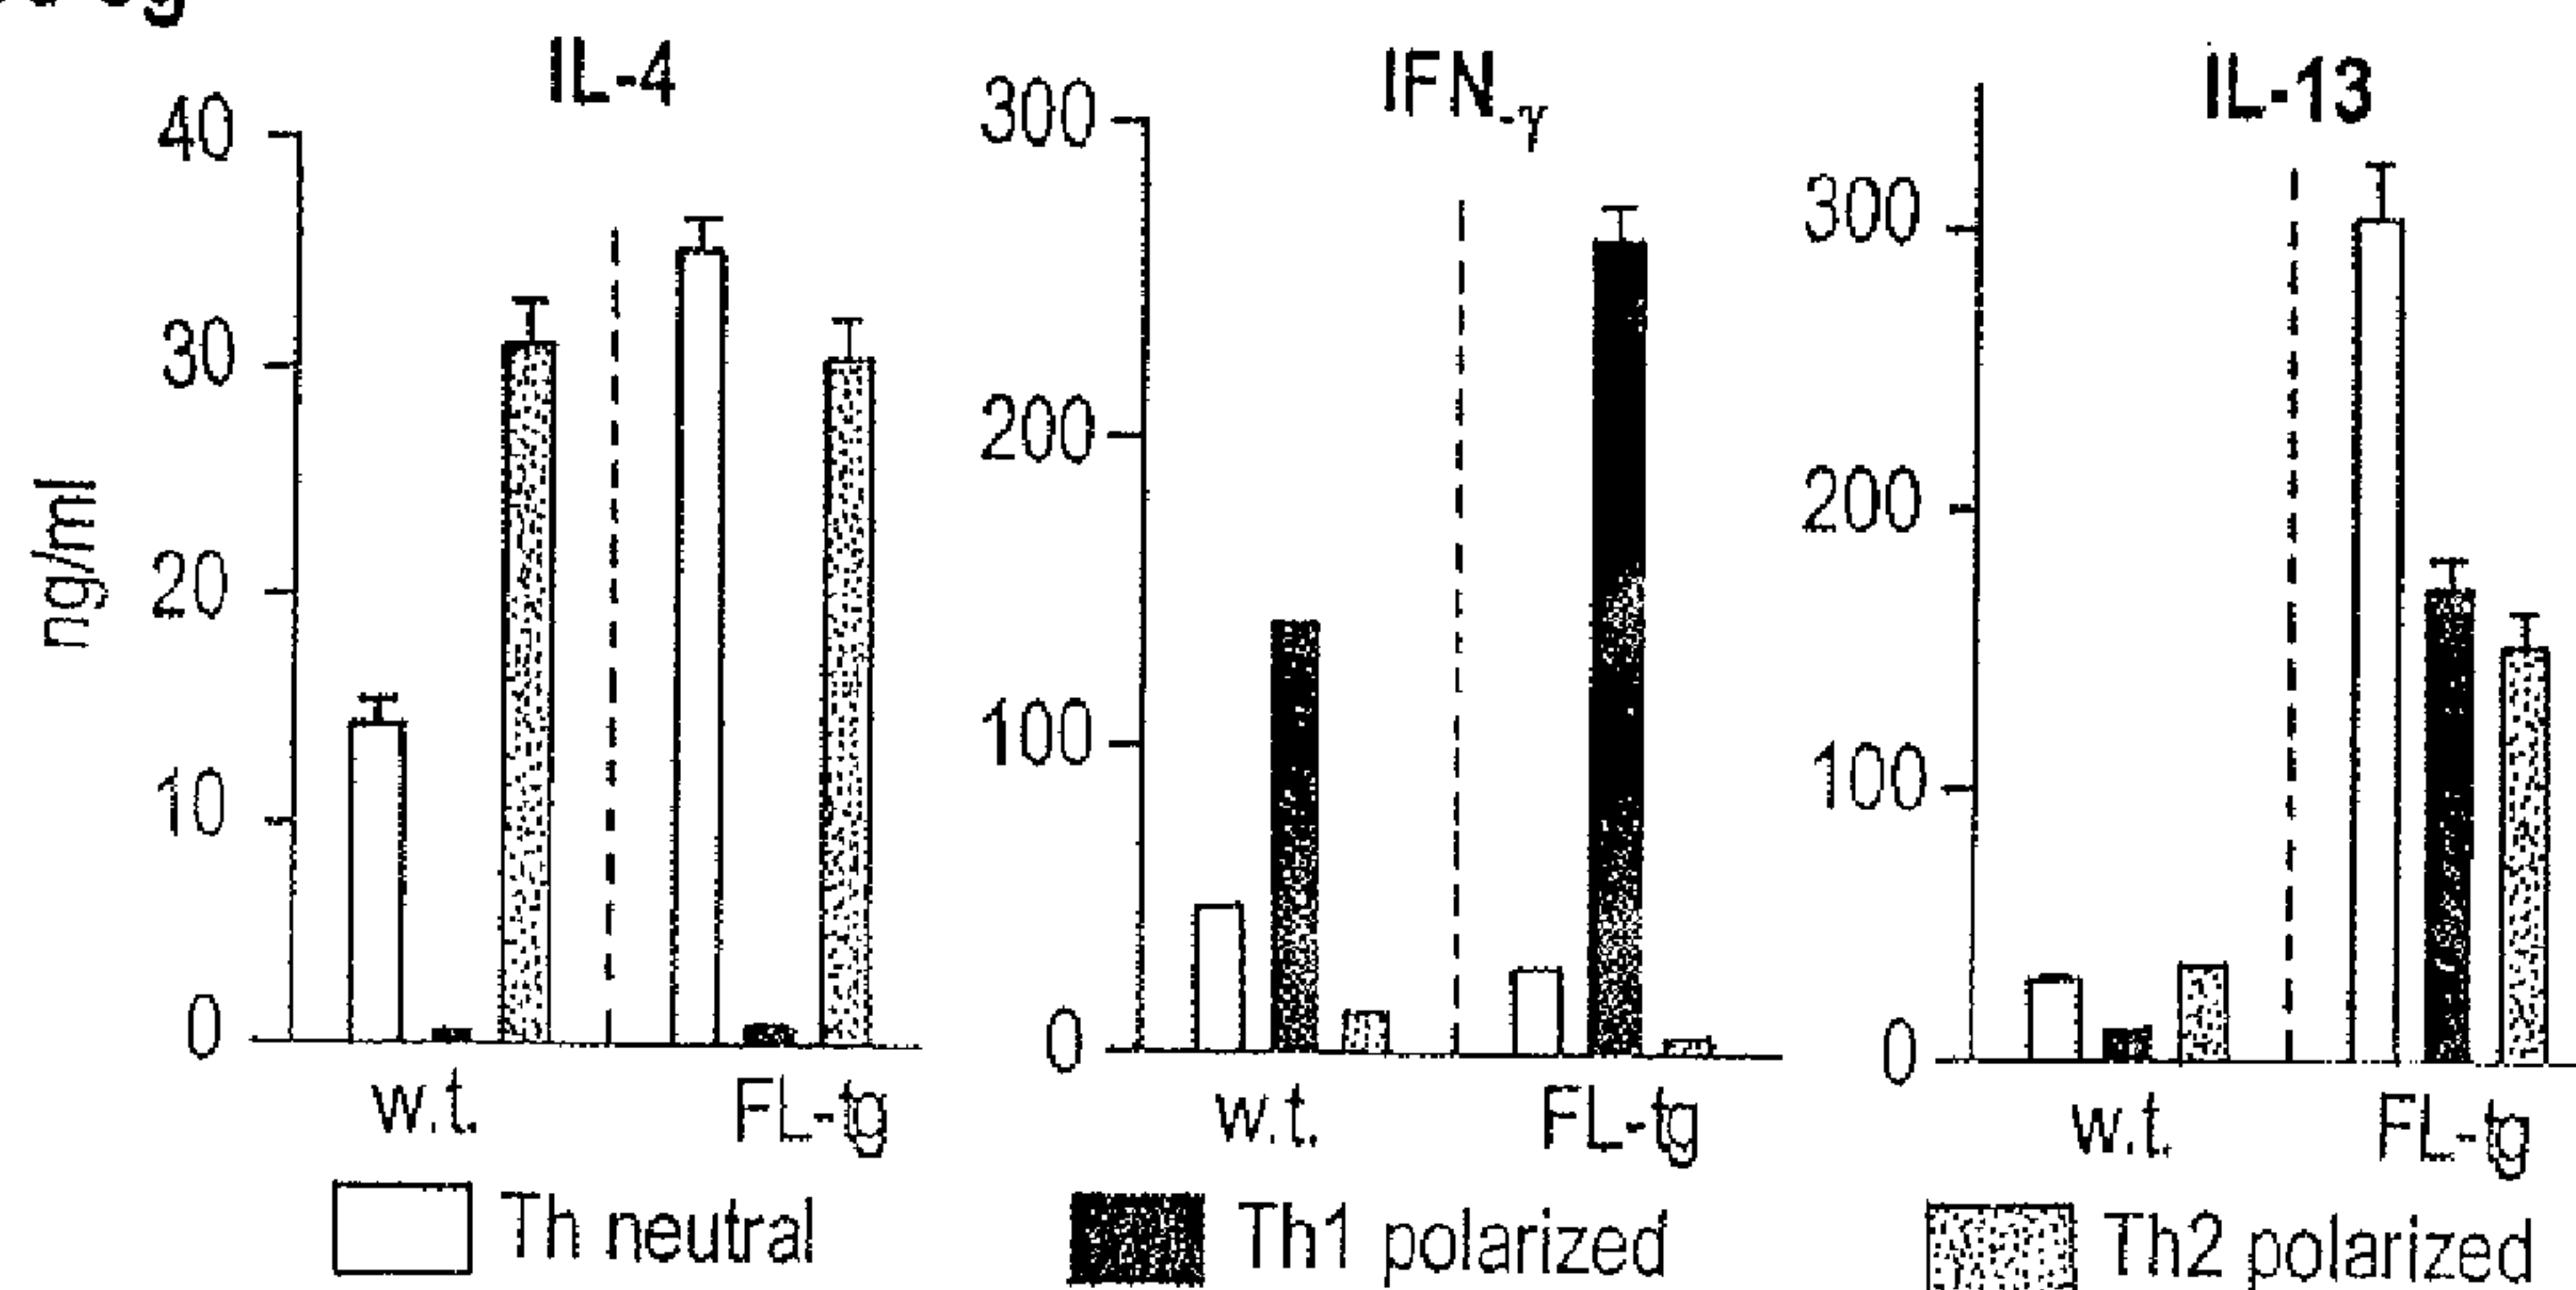 IL-4
40
30
20
10
0
ng/ml
w.t. FL-tg
IFN-γ
300
200
100
0
w.t. FL-tg
IL-13
300
200
100
0
w.t. FL-tg
Th neutral Th1 polarized Th2 polarized